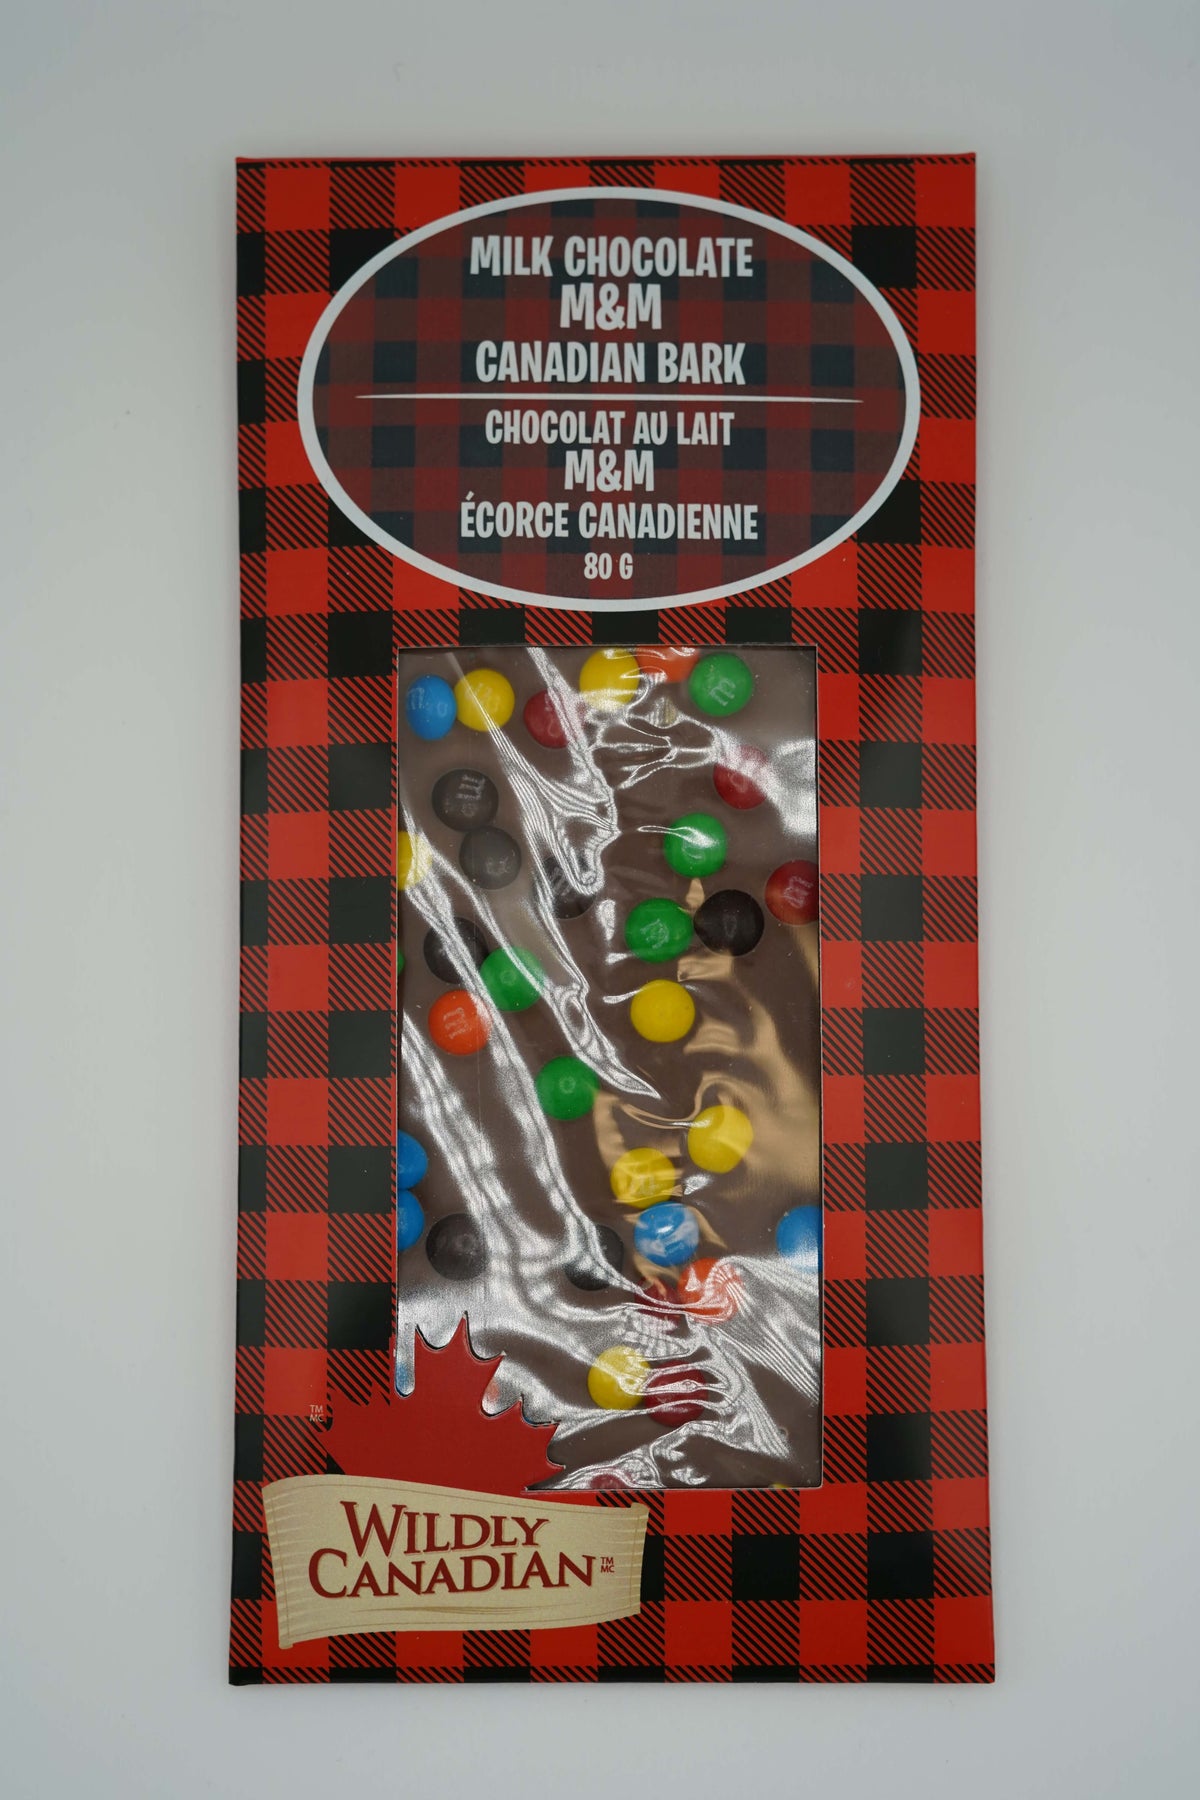 MILK CHOCOLATE
M&M
CANADIAN BARK
CHOCOLAT AU LAIT
M&M
ÉCORCE CANADIENNE
80 G
TM
MC
WILDLY
CANADIAN TM
MC